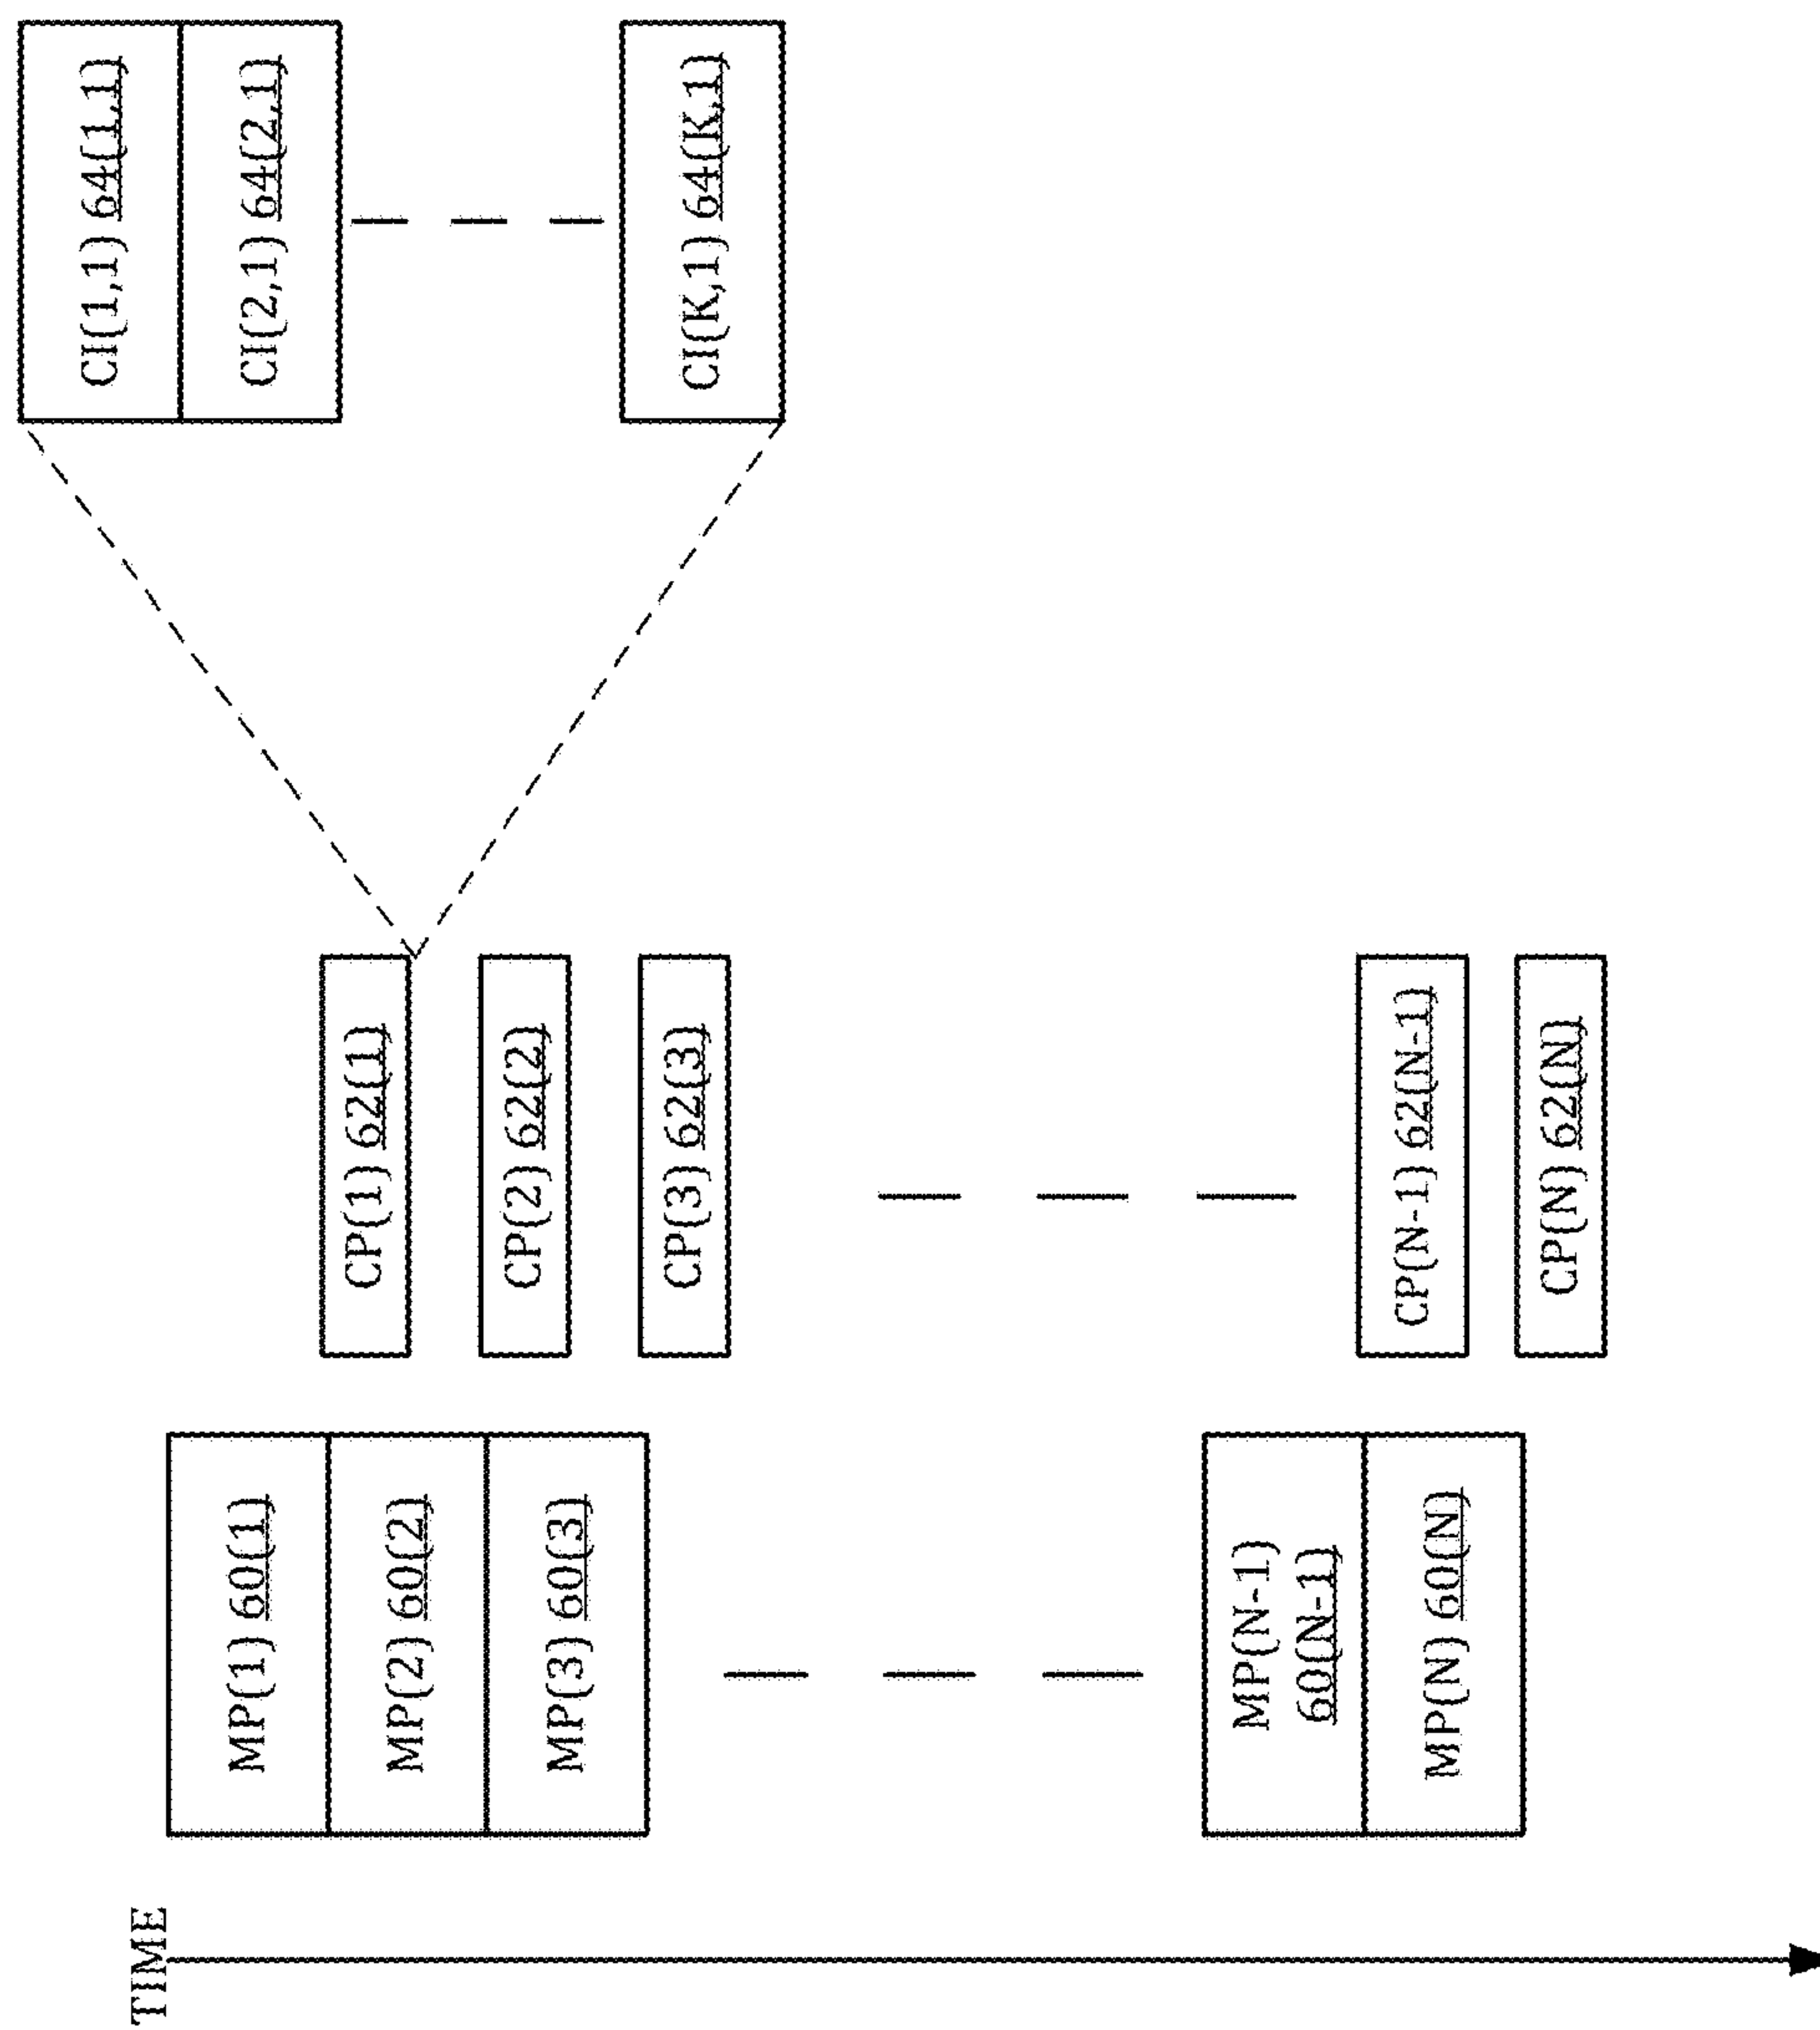 TIME
MP(1) 60(1)
MP(2) 60(2)
MP(3) 60(3)
MP(N-1)
60(N-1)
MP(N) 60(N)
CP(1) 62(1)
CP(2) 62(2)
CP(3) 62(3)
CP(N-1) 62(N-1)
CP(N) 62(N)
CI(1,1) 64(1,1)
CI(2,1) 64(2,1)
CI(K,1) 64(K,1)